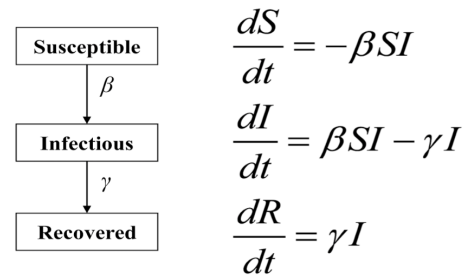 Susceptible
β
Infectious
γ
Recovered
dS/dt = -βSI
dI/dt = βSI - γI
dR/dt = γI